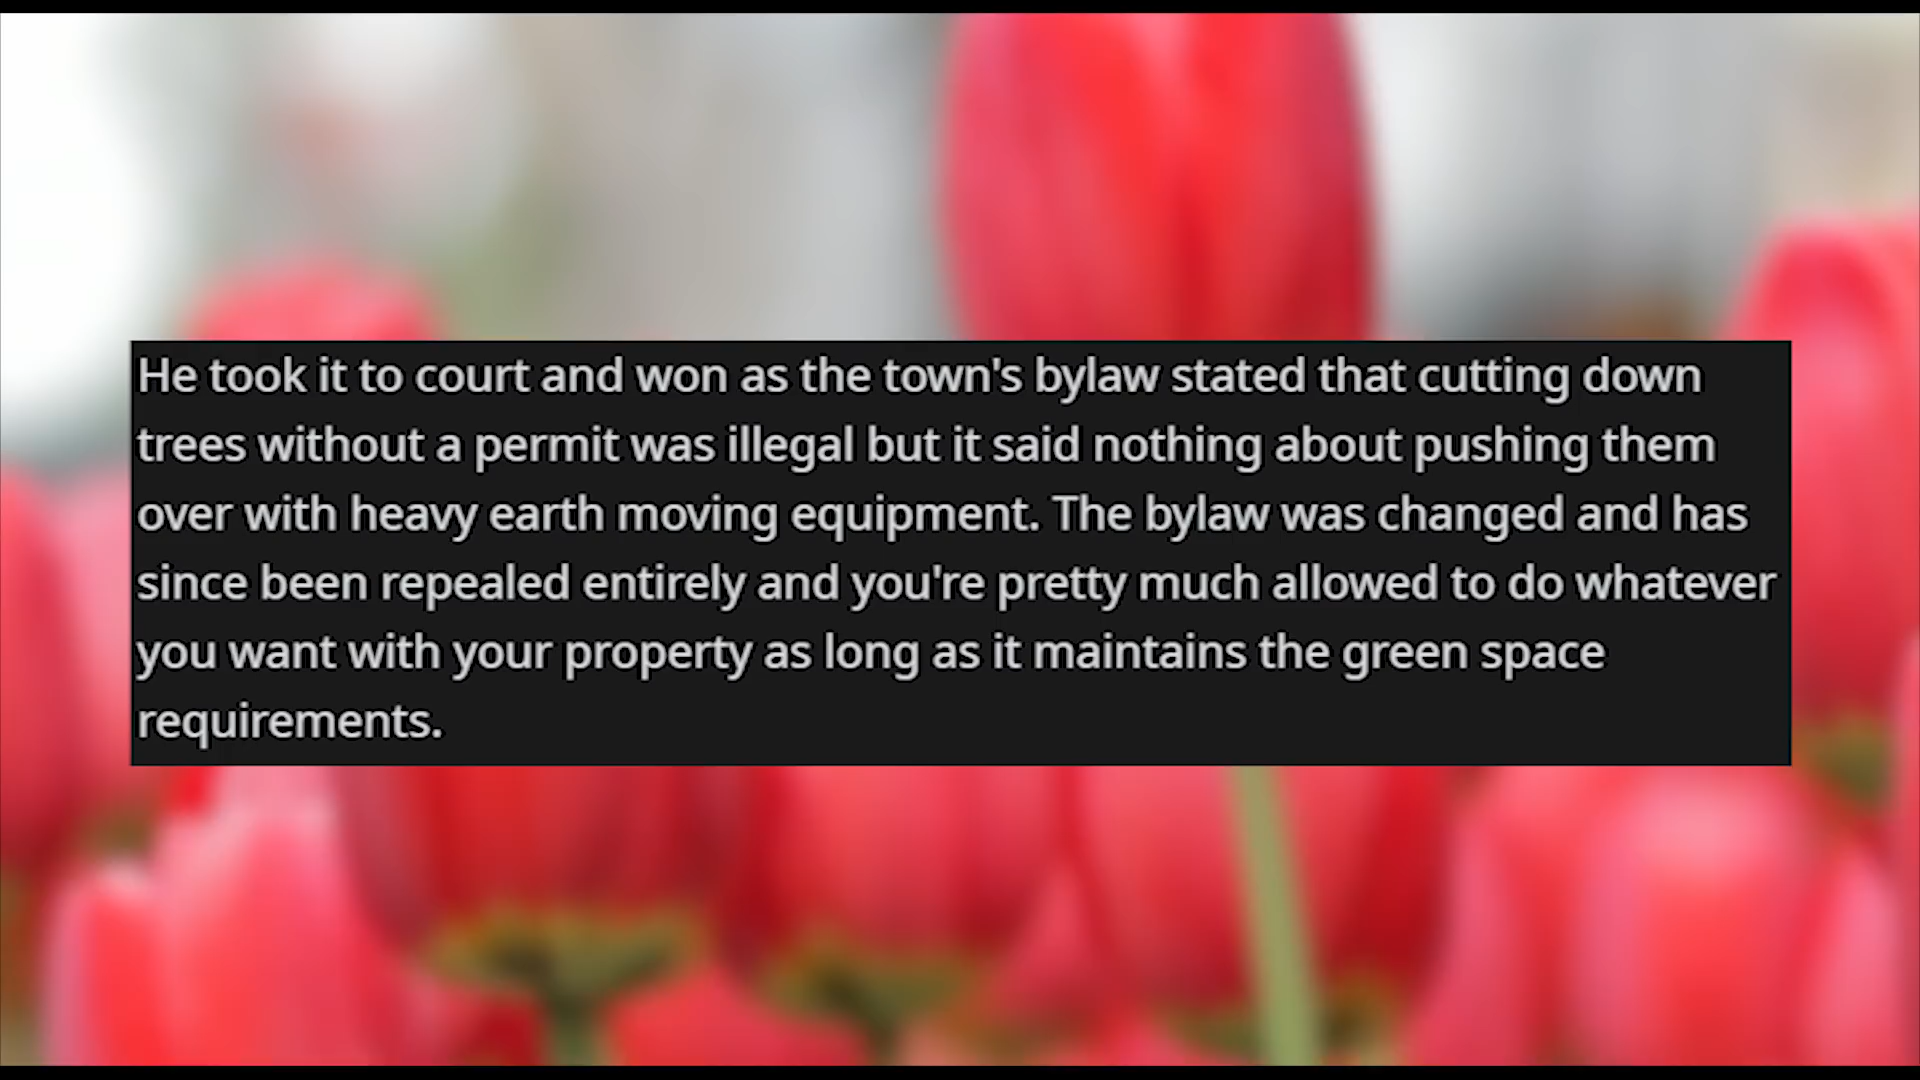 He took it to court and won as the town's bylaw stated that cutting down
trees without a permit was illegal but it said nothing about pushing them
over with heavy earth moving equipment. The bylaw was changed and has
since been repealed entirely and you're pretty much allowed to do whatever
you want with your property as long as it maintains the green space
requirements.